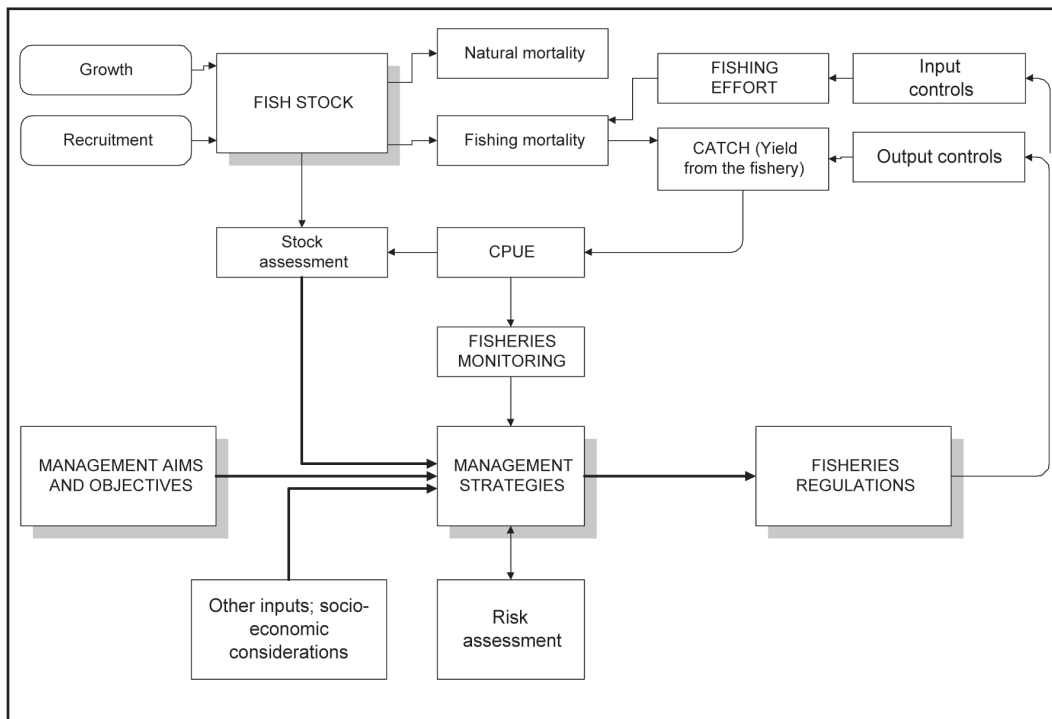 Growth
Recruitment
FISH STOCK
Natural mortality
Fishing mortality
FISHING
EFFORT
Input
controls
CATCH (Yield
from the fishery)
Output controls
Stock
assessment
CPUE
FISHERIES
MONITORING
MANAGEMENT AIMS
AND OBJECTIVES
MANAGEMENT
STRATEGIES
FISHERIES
REGULATIONS
Other inputs; socio-
economic
considerations
Risk
assessment